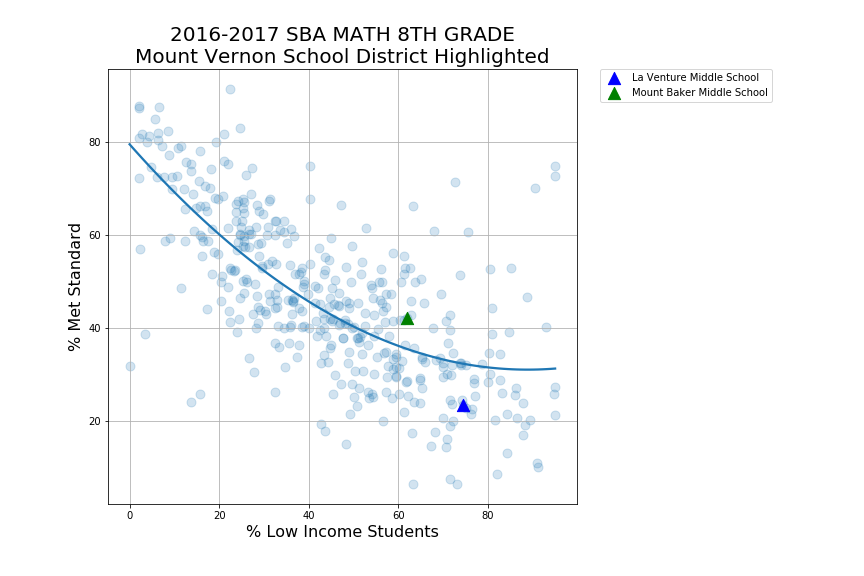 2016-2017 SBA MATH 8TH GRADE
Mount Vernon School District Highlighted
La Venture Middle School
Mount Baker Middle School
% Met Standard
80
60
40
20
0 20 40 60 80
% Low Income Students